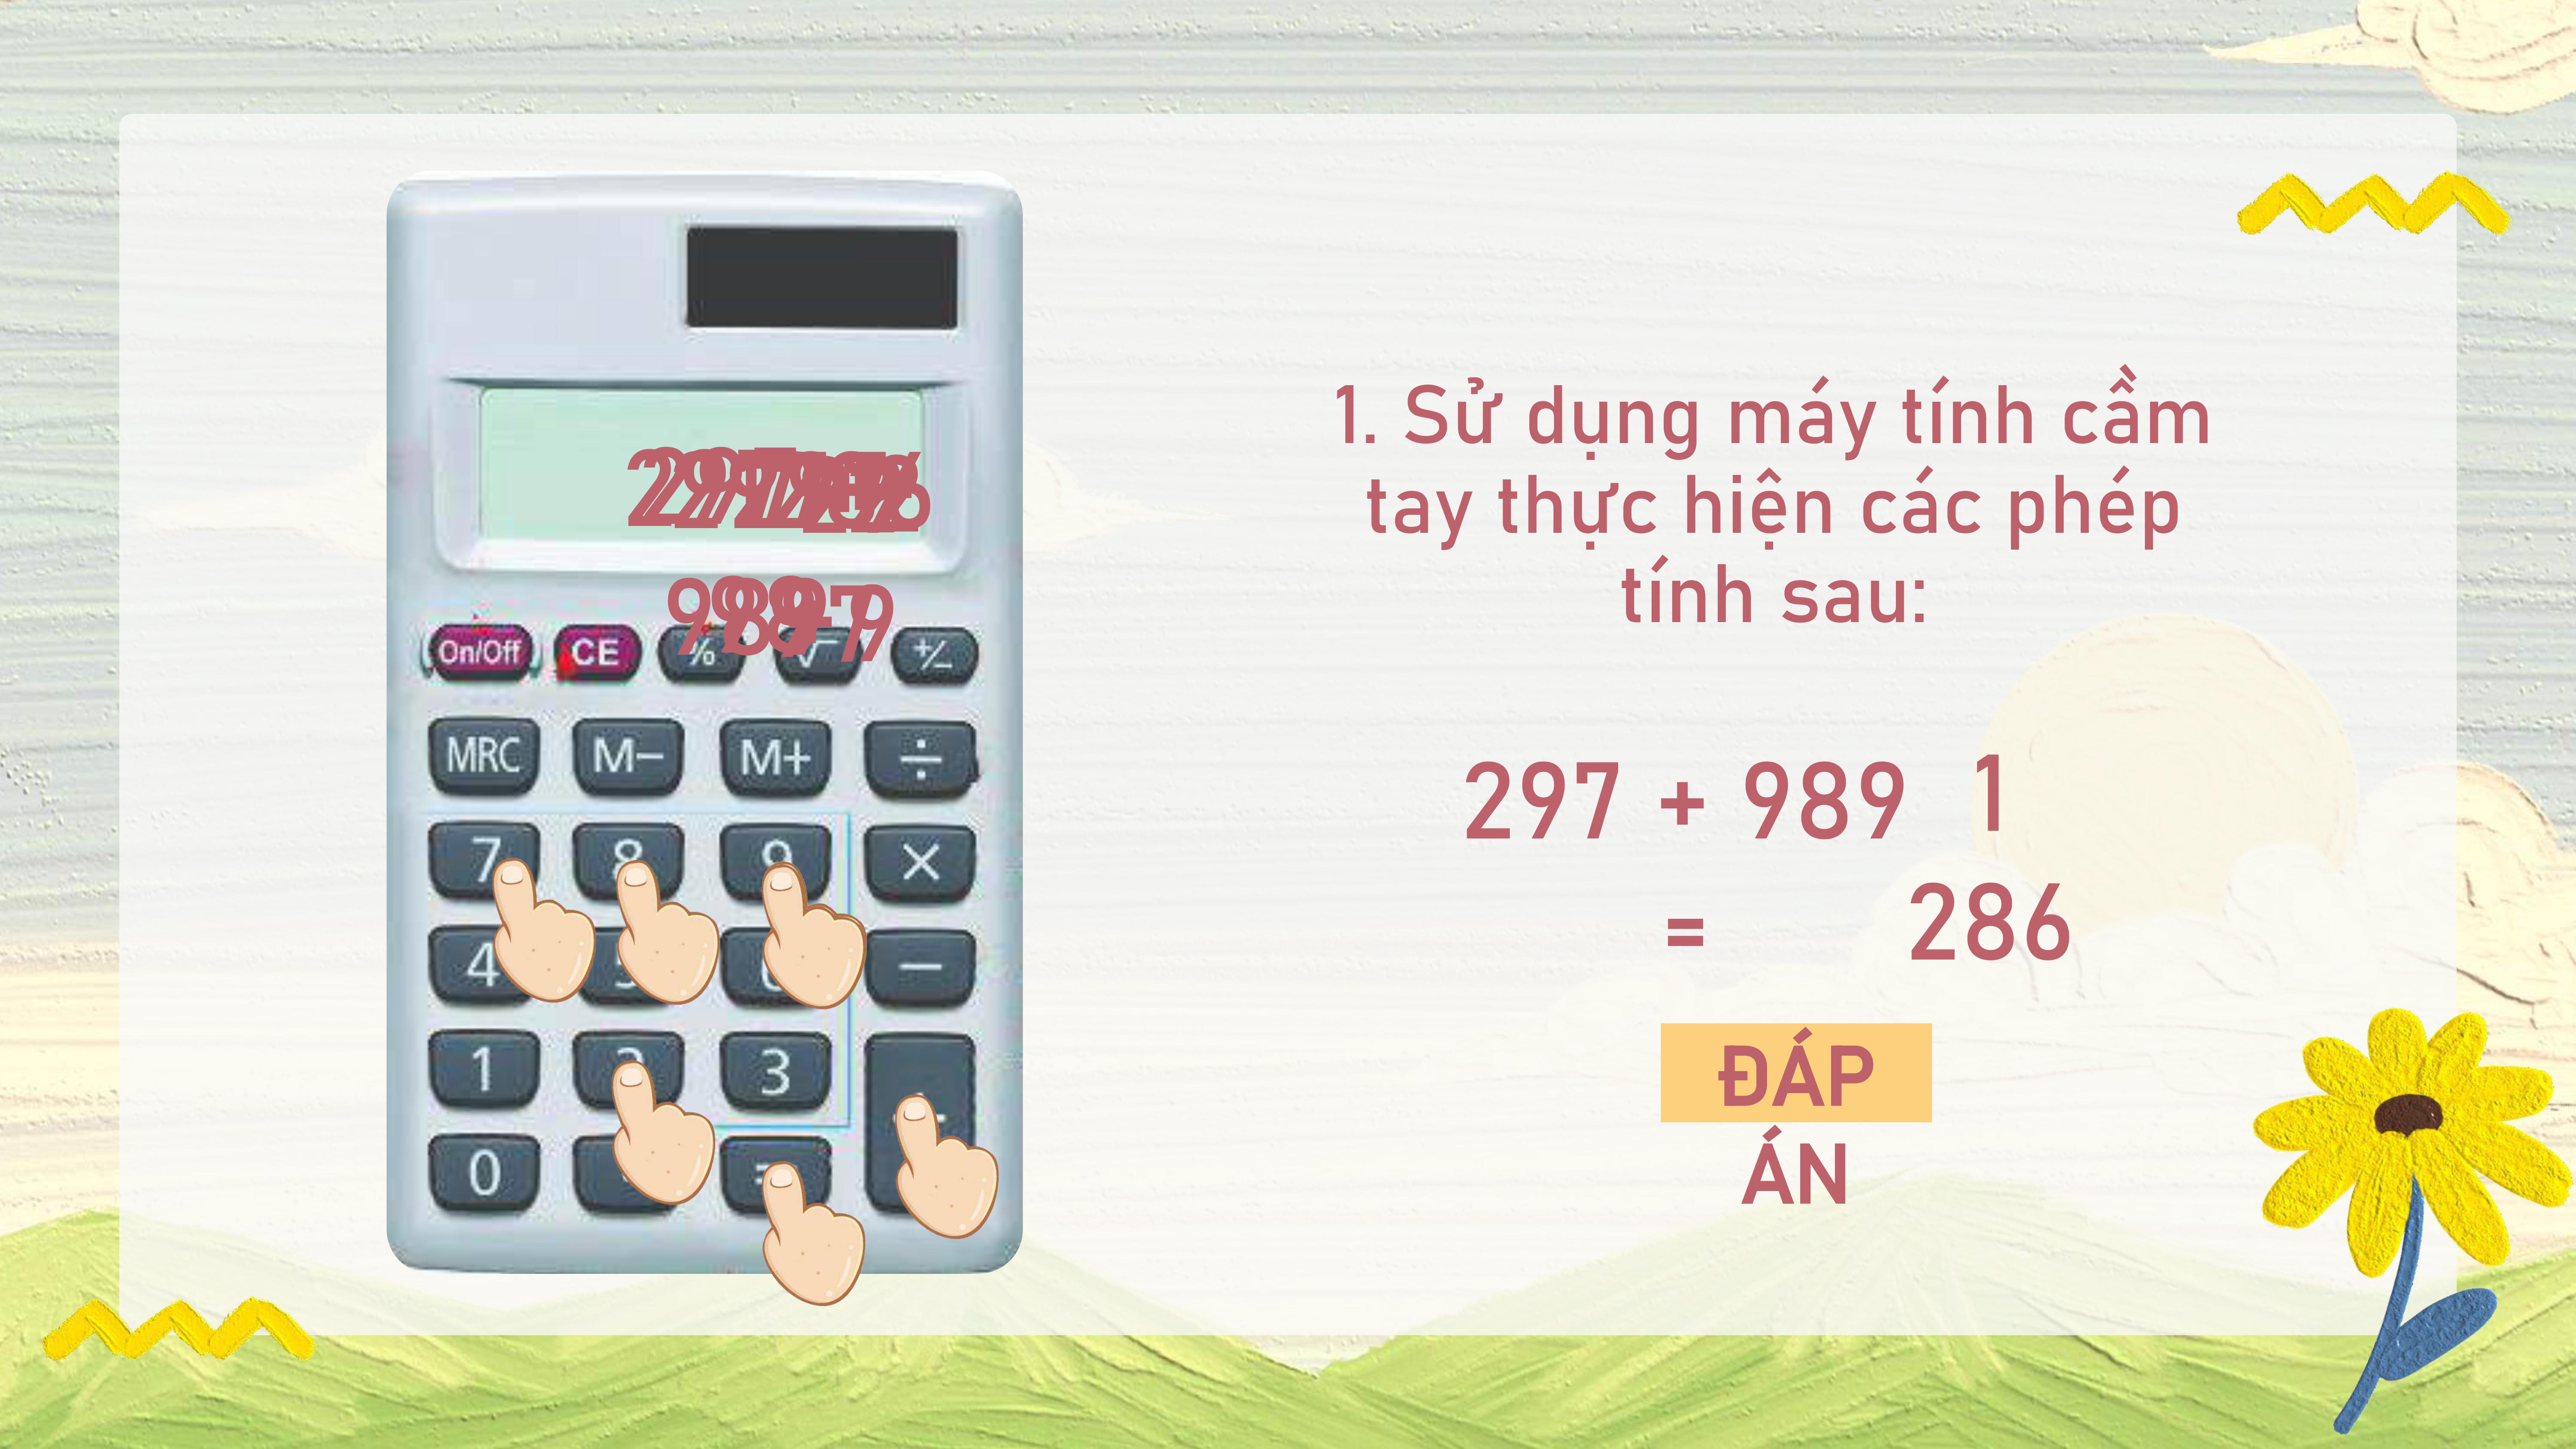 1. Sử dụng máy tính cầm
tay thực hiện các phép
tính sau:
297 + 989 1
= 286
ĐÁP
ÁN
On/Off CE % √ +/−
MRC M− M+ ÷
7 8 9 ×
4 −
1 3
0